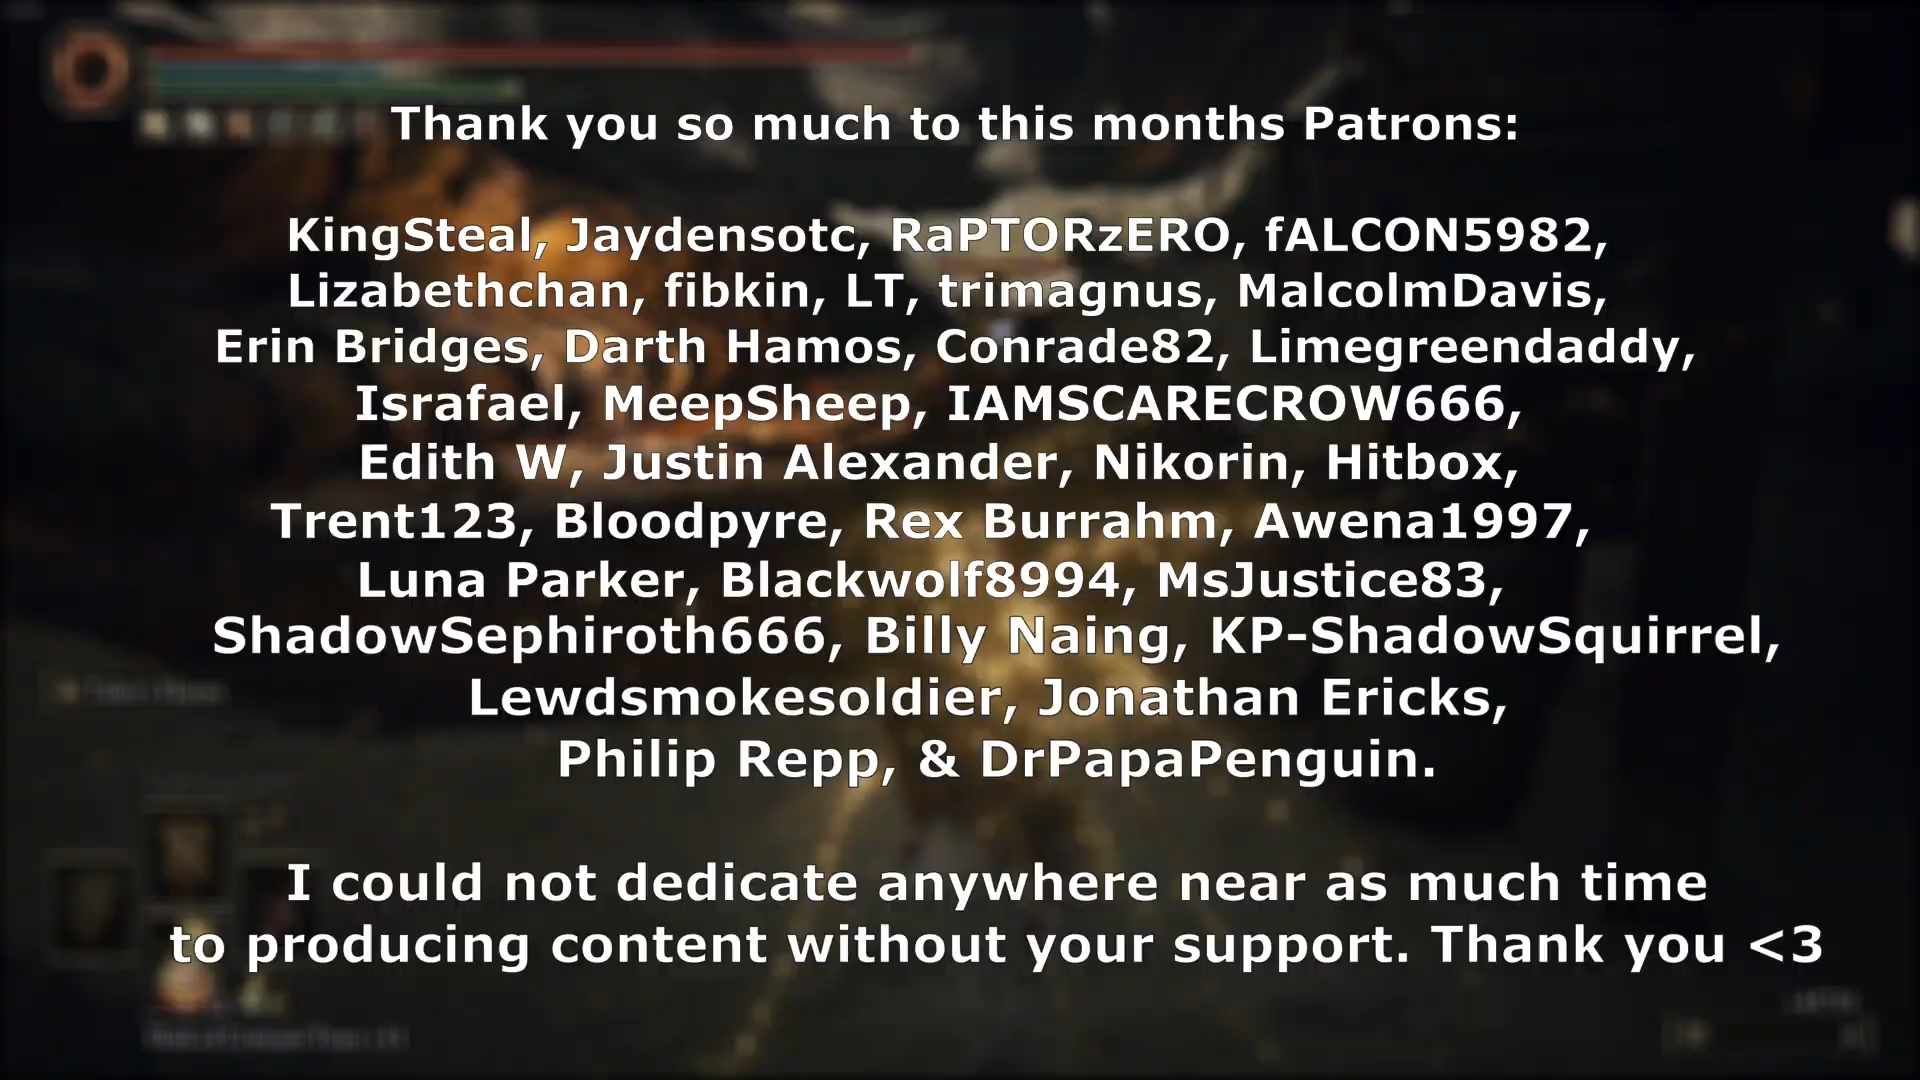 Thank you so much to this months Patrons:
KingSteal, Jaydensotc, RaPTORzERO, fALCON5982,
Lizabethchan, fibkin, LT, trimagnus, MalcolmDavis,
Erin Bridges, Darth Hamos, Conrade82, Limegreendaddy,
Israfael, MeepSheep, IAMSCARECROW666,
Edith W, Justin Alexander, Nikorin, Hitbox,
Trent123, Bloodpyre, Rex Burrahm, Awena1997,
Luna Parker, Blackwolf8994, MsJustice83,
ShadowSephiroth666, Billy Naing, KP-ShadowSquirrel,
Lewdsmokesoldier, Jonathan Ericks,
Philip Repp, & DrPapaPenguin.
I could not dedicate anywhere near as much time
to producing content without your support. Thank you <3